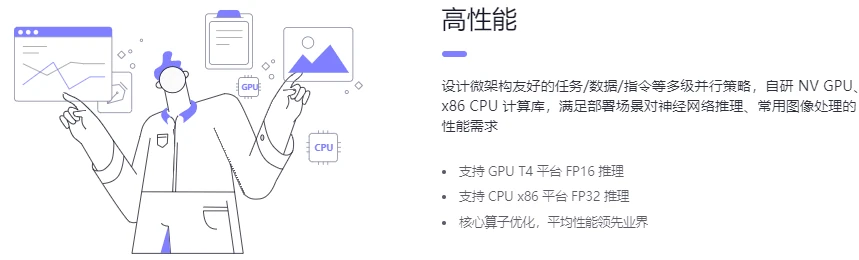 高性能
设计微架构友好的任务/数据/指令等多级并行策略，自研 NV GPU、
x86 CPU 计算库，满足部署场景对神经网络推理、常用图像处理的
性能需求
支持 GPU T4 平台 FP16 推理
支持 CPU x86 平台 FP32 推理
核心算子优化，平均性能领先业界
GPU
CPU